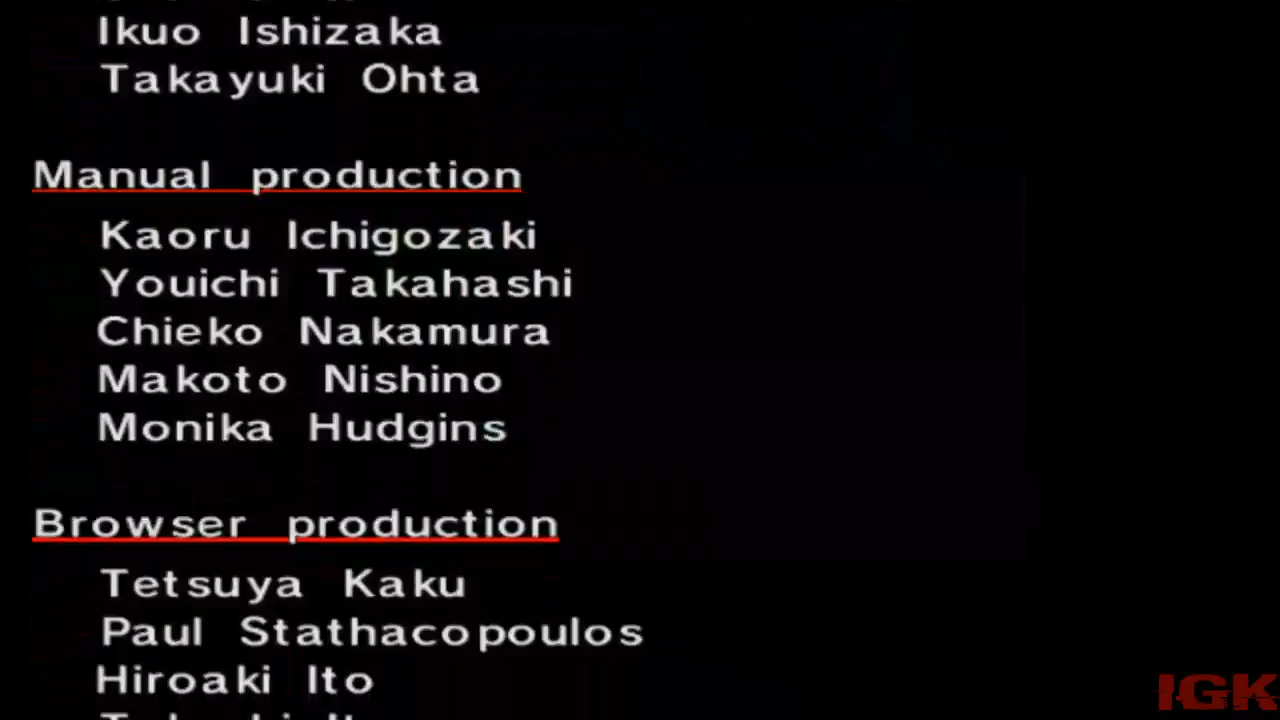 Ikuo Ishizaka
Takayuki Ohta
Manual production
Kaoru Ichigozaki
Youichi Takahashi
Chieko Nakamura
Makoto Nishino
Monika Hudgins
Browser production
Tetsuya Kaku
Paul Stathacopoulos
Hiroaki Ito
IGK